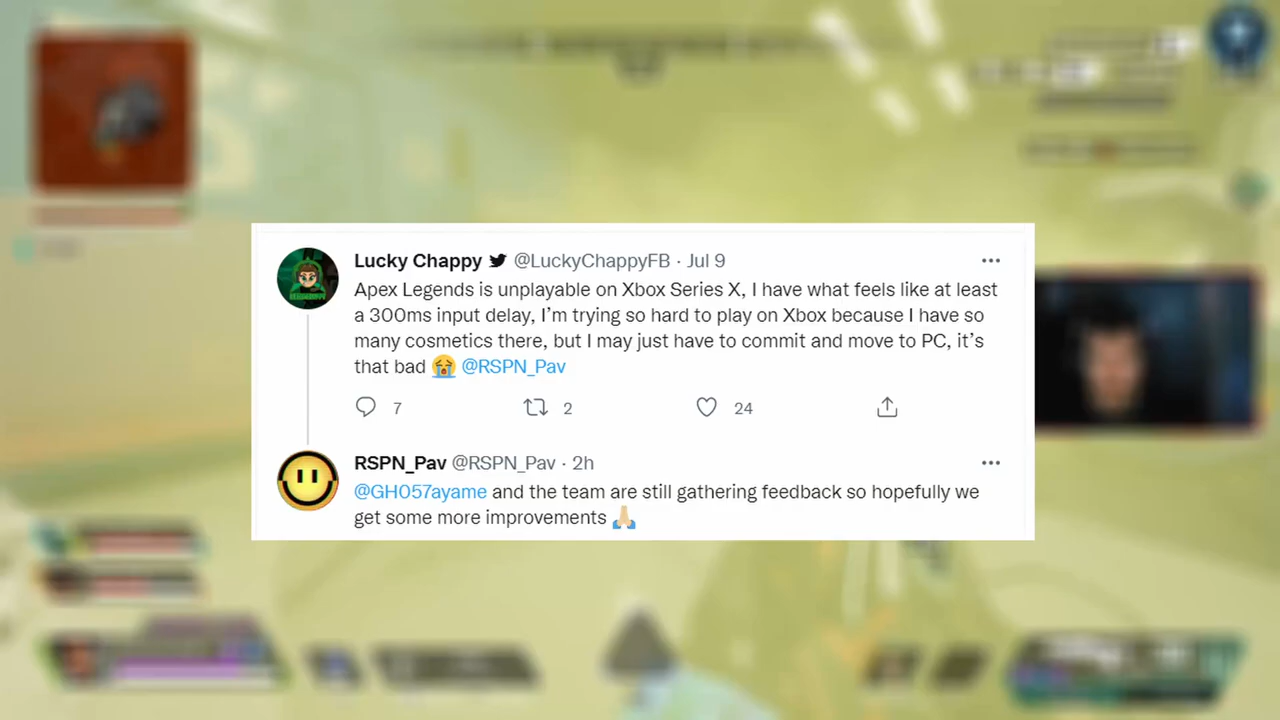 Lucky Chappy @LuckyChappyFB · Jul 9
Apex Legends is unplayable on Xbox Series X, I have what feels like at least
a 300ms input delay, I’m trying so hard to play on Xbox because I have so
many cosmetics there, but I may just have to commit and move to PC, it’s
that bad 😭 @RSPN_Pav
7 2 24
RSPN_Pav @RSPN_Pav · 2h
@GH057ayame and the team are still gathering feedback so hopefully we
get some more improvements 🙏🏼